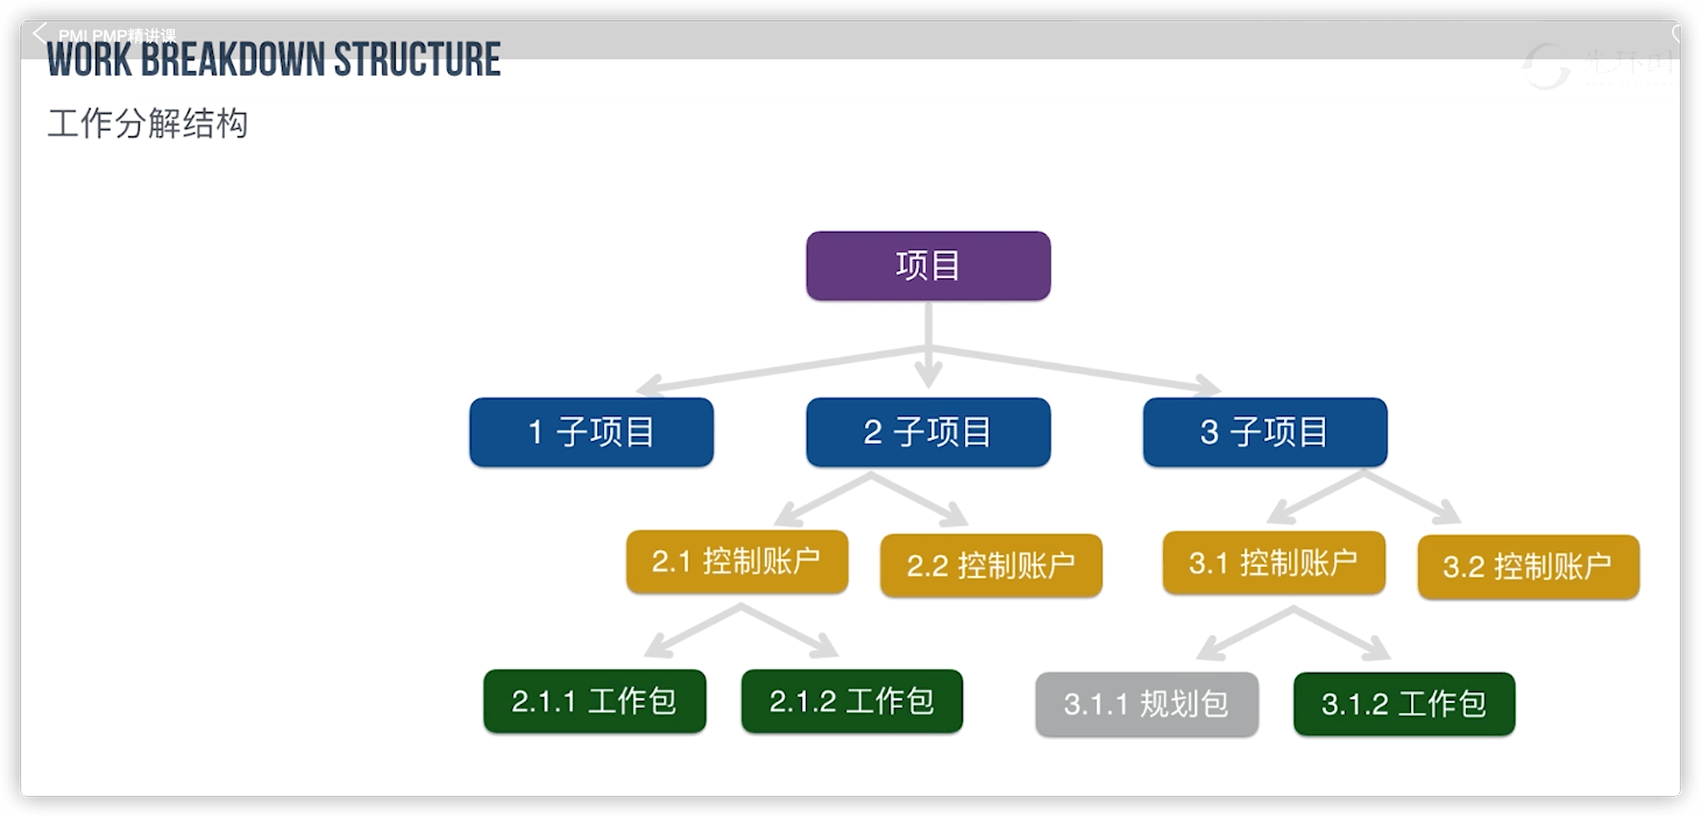 PMI PMP精讲课
WORK BREAKDOWN STRUCTURE
工作分解结构
项目
1 子项目
2 子项目
3 子项目
2.1 控制账户
2.2 控制账户
3.1 控制账户
3.2 控制账户
2.1.1 工作包
2.1.2 工作包
3.1.1 规划包
3.1.2 工作包